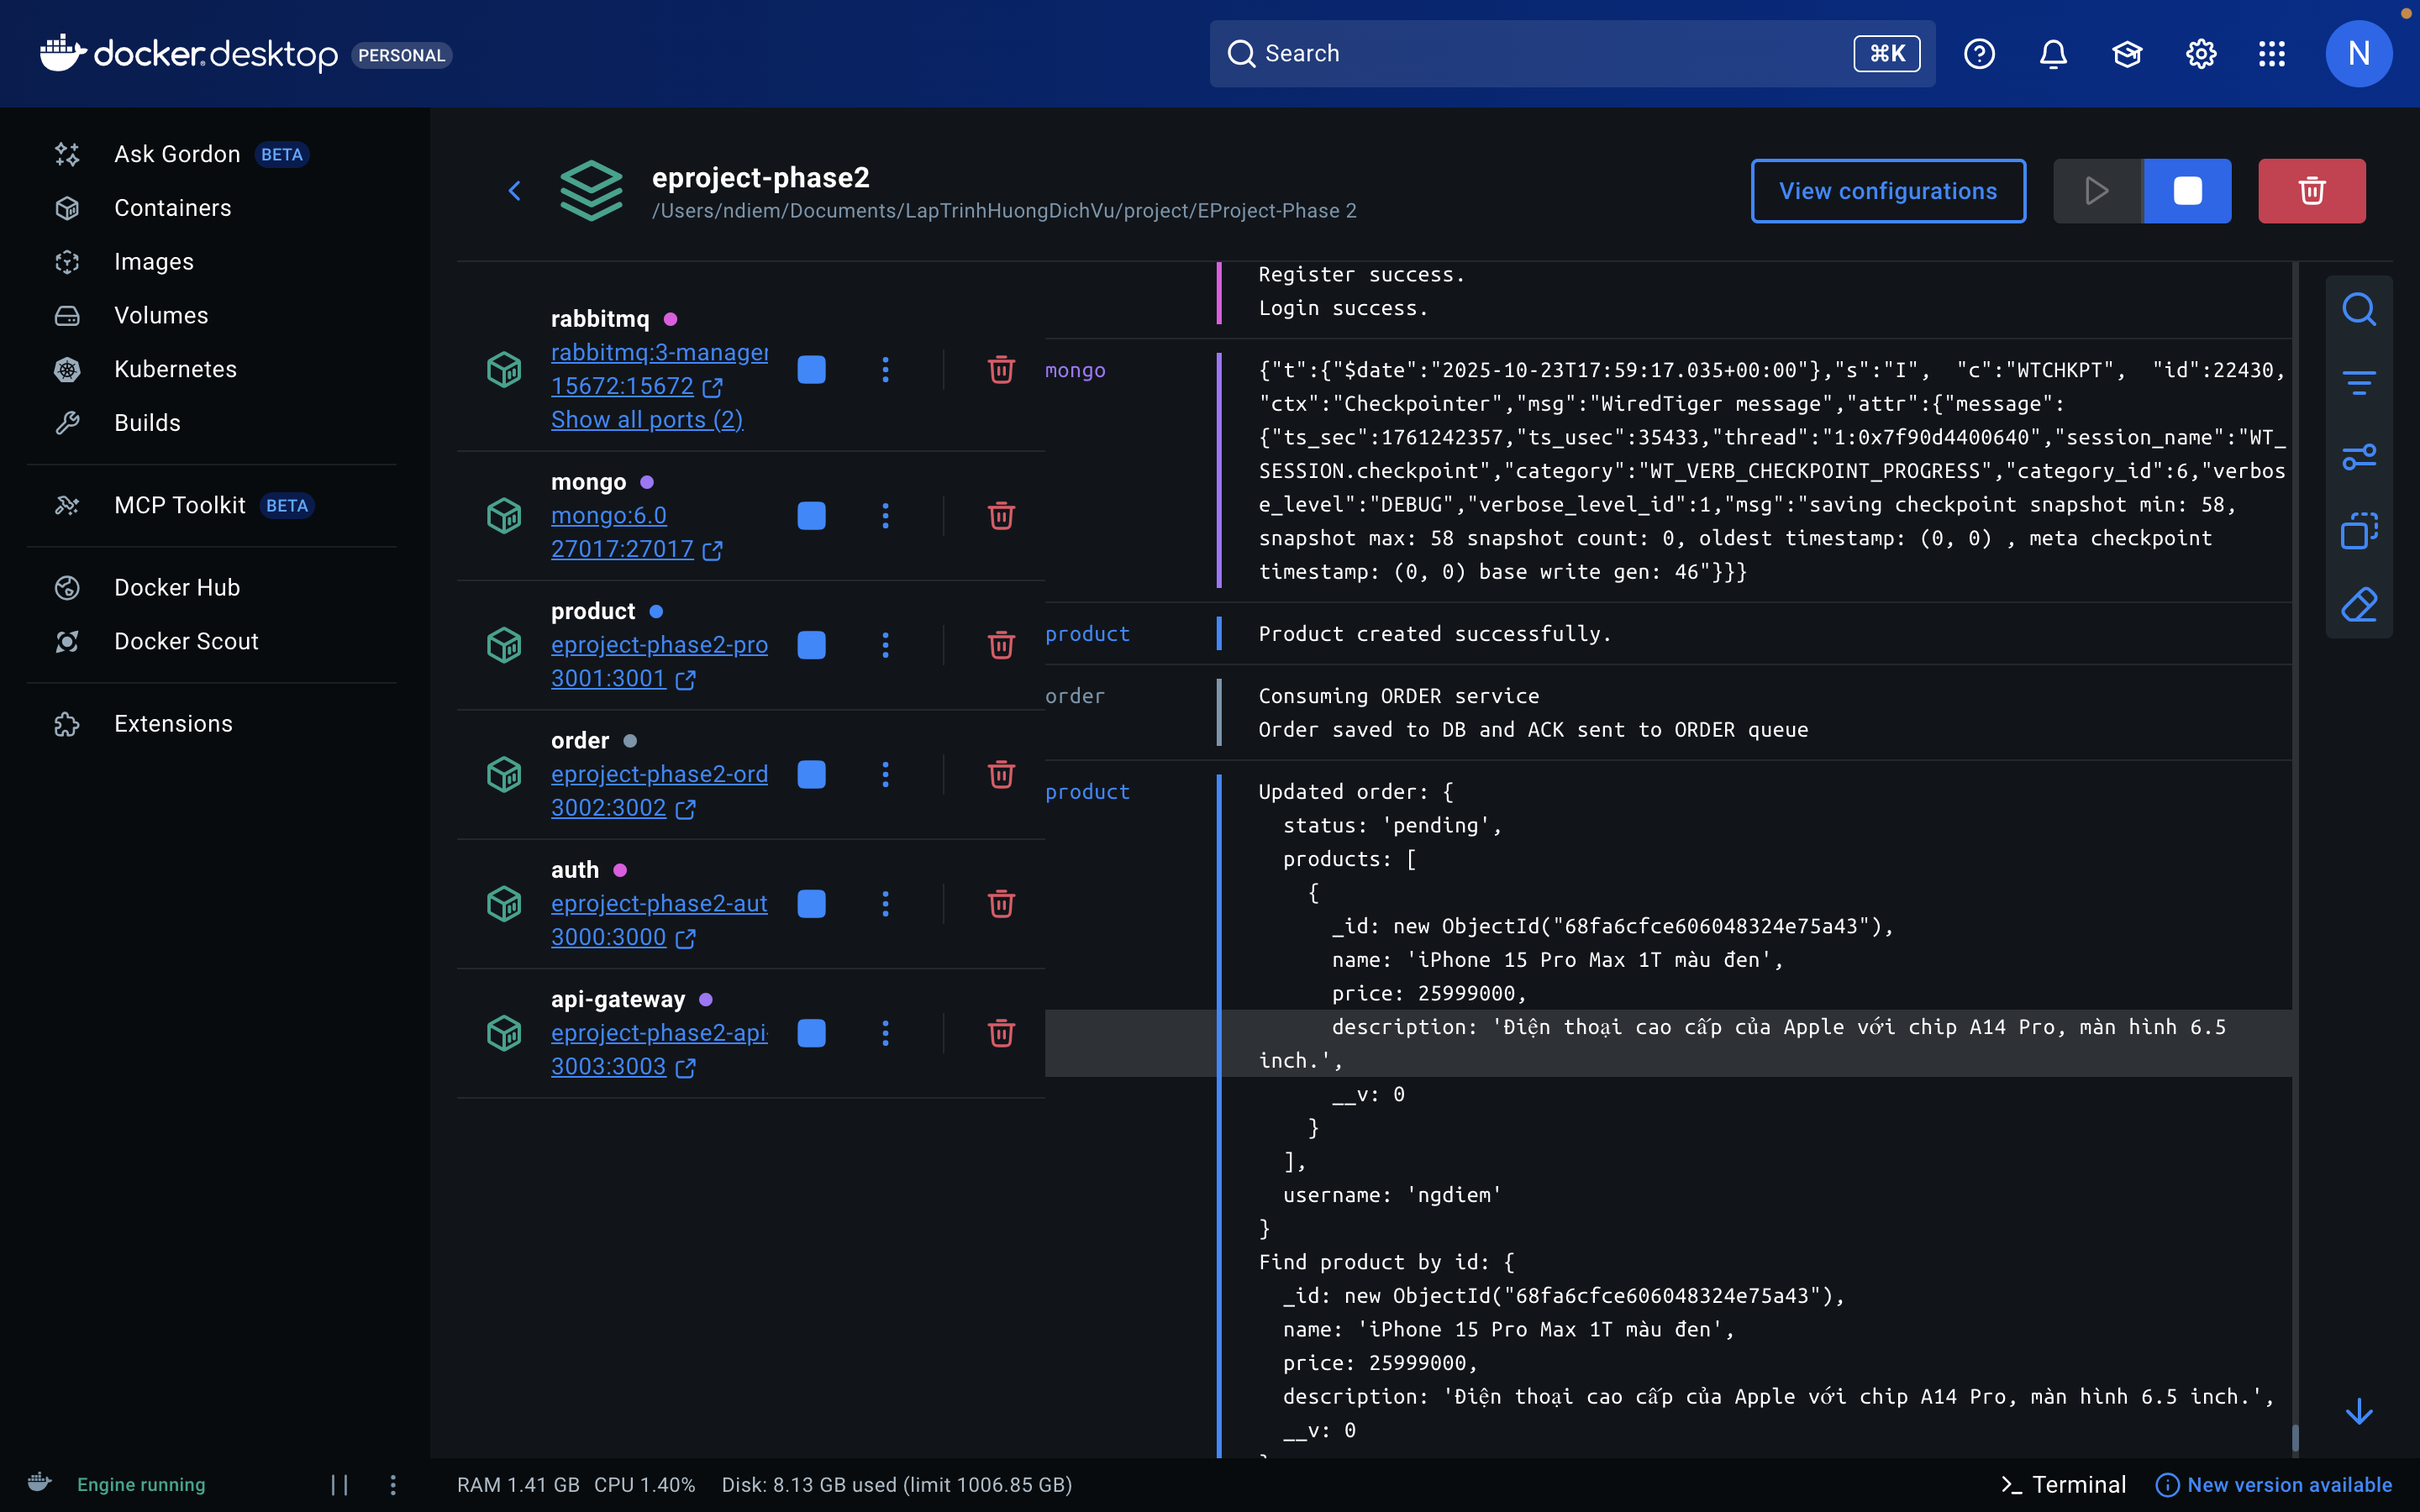 docker.desktop PERSONAL
Search
⌘K
N
Ask Gordon BETA
Containers
Images
Volumes
Kubernetes
Builds
MCP Toolkit BETA
Docker Hub
Docker Scout
Extensions
eproject-phase2
/Users/ndiem/Documents/LapTrinhHuongDichVu/project/EProject-Phase 2
View configurations
rabbitmq
rabbitmq:3-manager
15672:15672
Show all ports (2)
mongo
mongo:6.0
27017:27017
product
eproject-phase2-pro
3001:3001
order
eproject-phase2-ord
3002:3002
auth
eproject-phase2-aut
3000:3000
api-gateway
eproject-phase2-api-
3003:3003
Register success.
Login success.
mongo
{"t":{"$date":"2025-10-23T17:59:17.035+00:00"},"s":"I",  "c":"WTCHKPT",  "id":22430,
"ctx":"Checkpointer","msg":"WiredTiger message","attr":{"message":
{"ts_sec":1761242357,"ts_usec":35433,"thread":"1:0x7f90d4400640","session_name":"WT_
SESSION.checkpoint","category":"WT_VERB_CHECKPOINT_PROGRESS","category_id":6,"verbos
e_level":"DEBUG","verbose_level_id":1,"msg":"saving checkpoint snapshot min: 58,
snapshot max: 58 snapshot count: 0, oldest timestamp: (0, 0) , meta checkpoint
timestamp: (0, 0) base write gen: 46"}}}
product
Product created successfully.
order
Consuming ORDER service
Order saved to DB and ACK sent to ORDER queue
product
Updated order: {
  status: 'pending',
  products: [
    {
      _id: new ObjectId("68fa6cfce606048324e75a43"),
      name: 'iPhone 15 Pro Max 1T màu đen',
      price: 25999000,
      description: 'Điện thoại cao cấp của Apple với chip A14 Pro, màn hình 6.5
inch.',
      __v: 0
    }
  ],
  username: 'ngdiem'
}
Find product by id: {
  _id: new ObjectId("68fa6cfce606048324e75a43"),
  name: 'iPhone 15 Pro Max 1T màu đen',
  price: 25999000,
  description: 'Điện thoại cao cấp của Apple với chip A14 Pro, màn hình 6.5 inch.',
  __v: 0
}
Engine running
RAM 1.41 GB CPU 1.40% Disk: 8.13 GB used (limit 1006.85 GB)
Terminal
New version available